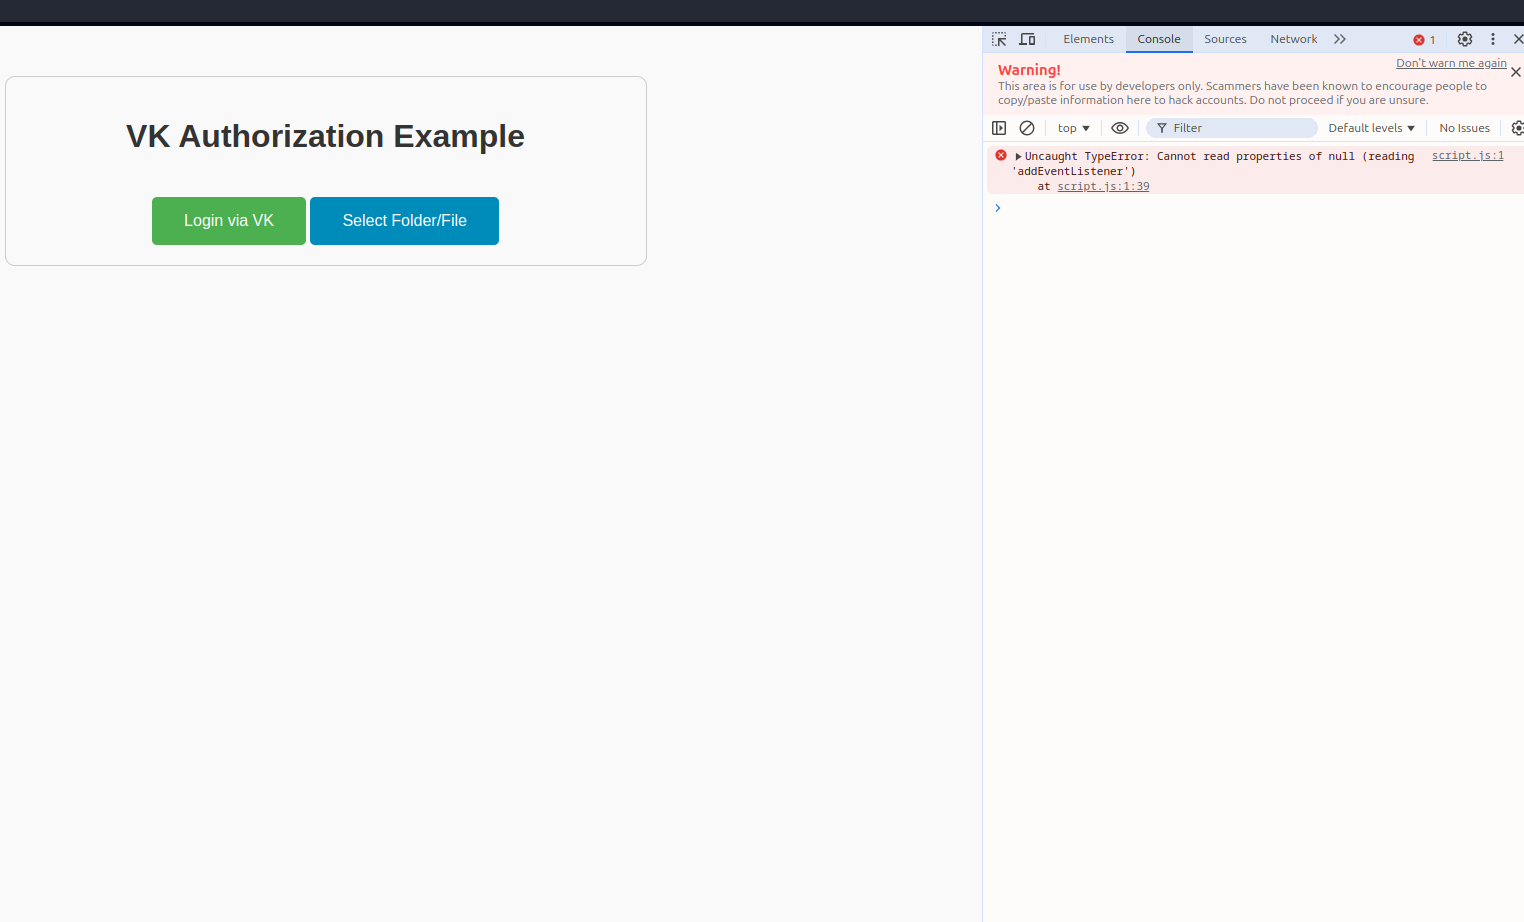 VK Authorization Example
Login via VK
Select Folder/File
Elements
Console
Sources
Network
1
Warning!
Don't warn me again
This area is for use by developers only. Scammers have been known to encourage people to
copy/paste information here to hack accounts. Do not proceed if you are unsure.
top
Filter
Default levels
No Issues
Uncaught TypeError: Cannot read properties of null (reading
script.js:1
'addEventListener')
at script.js:1:39